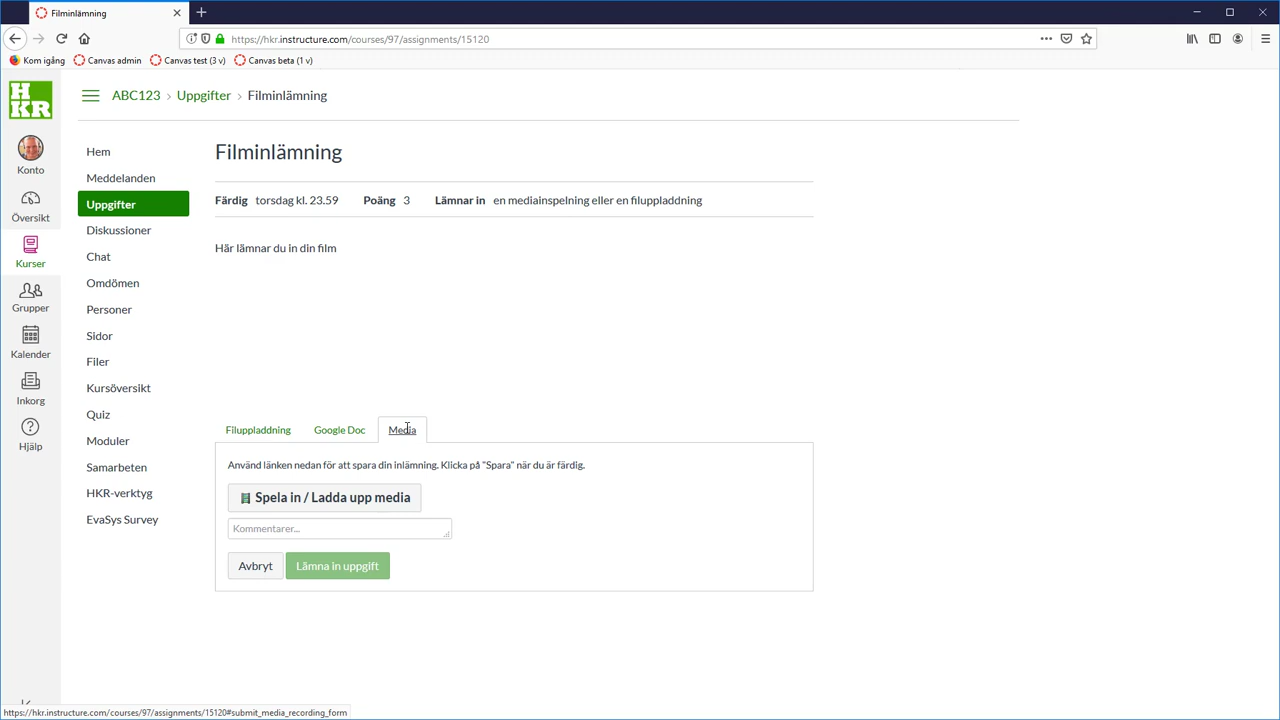 Filminlämning
https://hkr.instructure.com/courses/97/assignments/15120
Kom igång
Canvas admin
Canvas test (3 v)
Canvas beta (1 v)
HKR
Konto
Översikt
Kurser
Grupper
Kalender
Inkorg
Hjälp
ABC123 › Uppgifter › Filminlämning
Hem
Meddelanden
Uppgifter
Diskussioner
Chat
Omdömen
Personer
Sidor
Filer
Kursöversikt
Quiz
Moduler
Samarbeten
HKR-verktyg
EvaSys Survey
Filminlämning
Färdig torsdag kl. 23.59 Poäng 3 Lämnar in en mediainspelning eller en filuppladdning
Här lämnar du in din film
Filuppladdning Google Doc Media
Använd länken nedan för att spara din inlämning. Klicka på "Spara" när du är färdig.
Spela in / Ladda upp media
Kommentarer...
Avbryt Lämna in uppgift
https://hkr.instructure.com/courses/97/assignments/15120#submit_media_recording_form